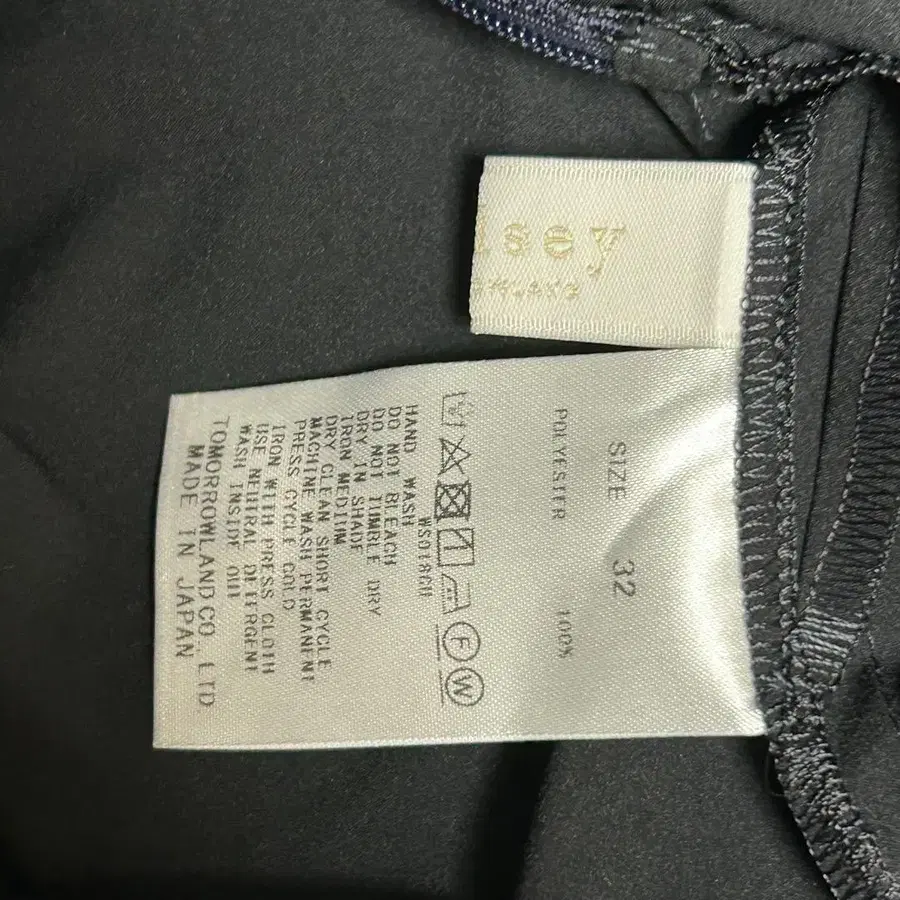 sey
SIZE 32
POLYESTER 100%
HAND WASH
DO NOT BLEACH
DO NOT TUMBLE DRY
DRY IN SHADE
IRON MEDIUM
DRY CLEAN SHORT CYCLE
MACHINE WASH PERMANENT
PRESS CYCLE COLD
IRON WITH PRESS CLOTH
USE NEUTRAL DETERGENT
WASH INSIDE OUT
TOMORROWLAND CO., LTD
MADE IN JAPAN